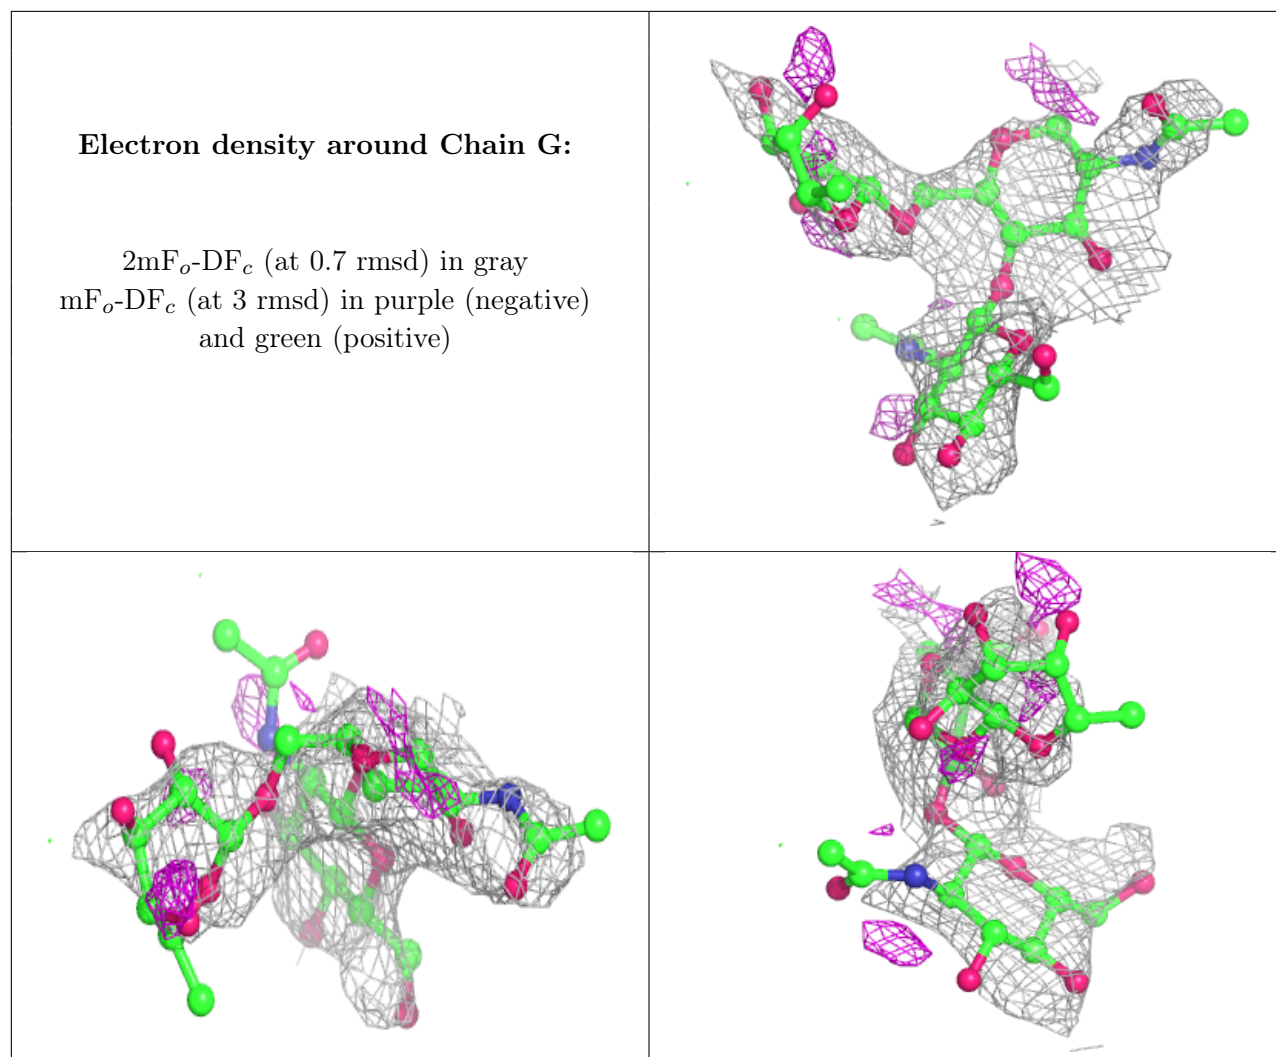 Electron density around Chain G:
2mFo-DFc (at 0.7 rmsd) in gray
mFo-DFc (at 3 rmsd) in purple (negative)
and green (positive)